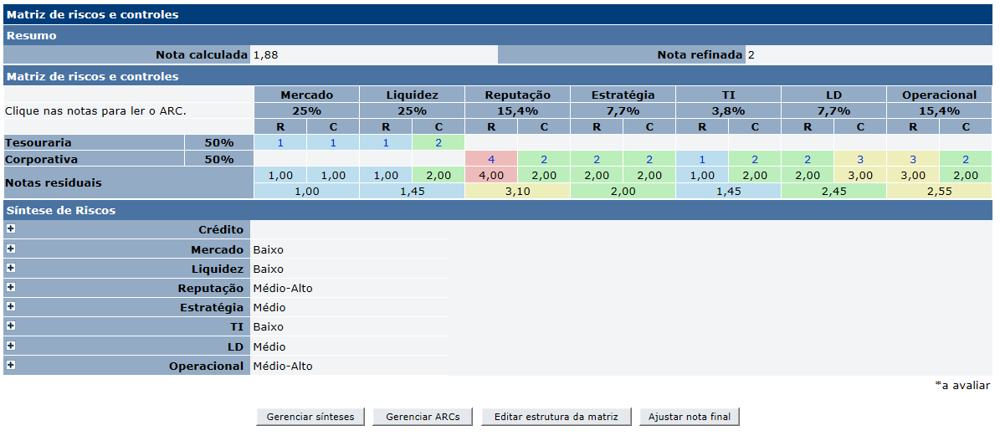 Matriz de riscos e controles
Resumo
Nota calculada 1,88 Nota refinada 2
Matriz de riscos e controles
Mercado Liquidez Reputação Estratégia TI LD Operacional
Clique nas notas para ler o ARC. 25% 25% 15,4% 7,7% 3,8% 7,7% 15,4%
R C R C R C R C R C R C R C
Tesouraria 50% 1 1 1 2
Corporativa 50% 4 2 2 2 1 2 2 3 3 2
Notas residuais 1,00 1,00 1,00 2,00 4,00 2,00 2,00 2,00 1,00 2,00 2,00 3,00 3,00 2,00
1,00 1,45 3,10 2,00 1,45 2,45 2,55
Síntese de Riscos
Crédito
Mercado Baixo
Liquidez Baixo
Reputação Médio-Alto
Estratégia Médio
TI Baixo
LD Médio
Operacional Médio-Alto
*a avaliar
Gerenciar sínteses Gerenciar ARCs Editar estrutura da matriz Ajustar nota final